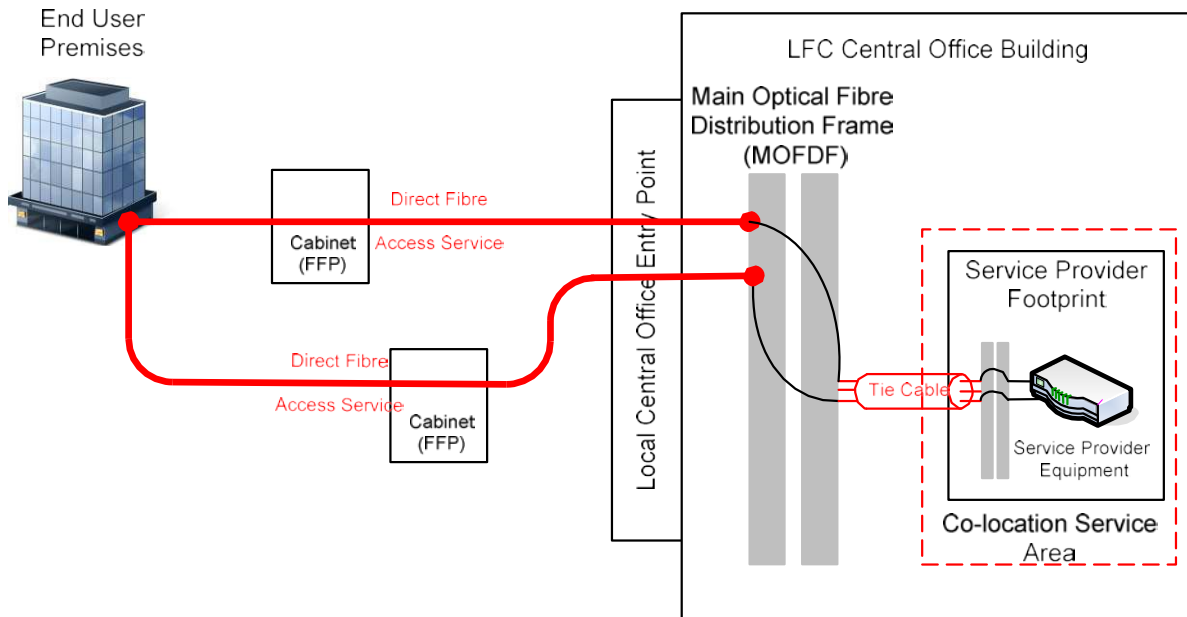 End User
Premises
LFC Central Office Building
Main Optical Fibre
Distribution Frame
(MOFDF)
Direct Fibre
Access Service
Cabinet
(FFP)
Local Central Office Entry Point
Direct Fibre
Access Service
Cabinet
(FFP)
Tie Cable
Service Provider
Footprint
Service Provider
Equipment
Co-location Service
Area